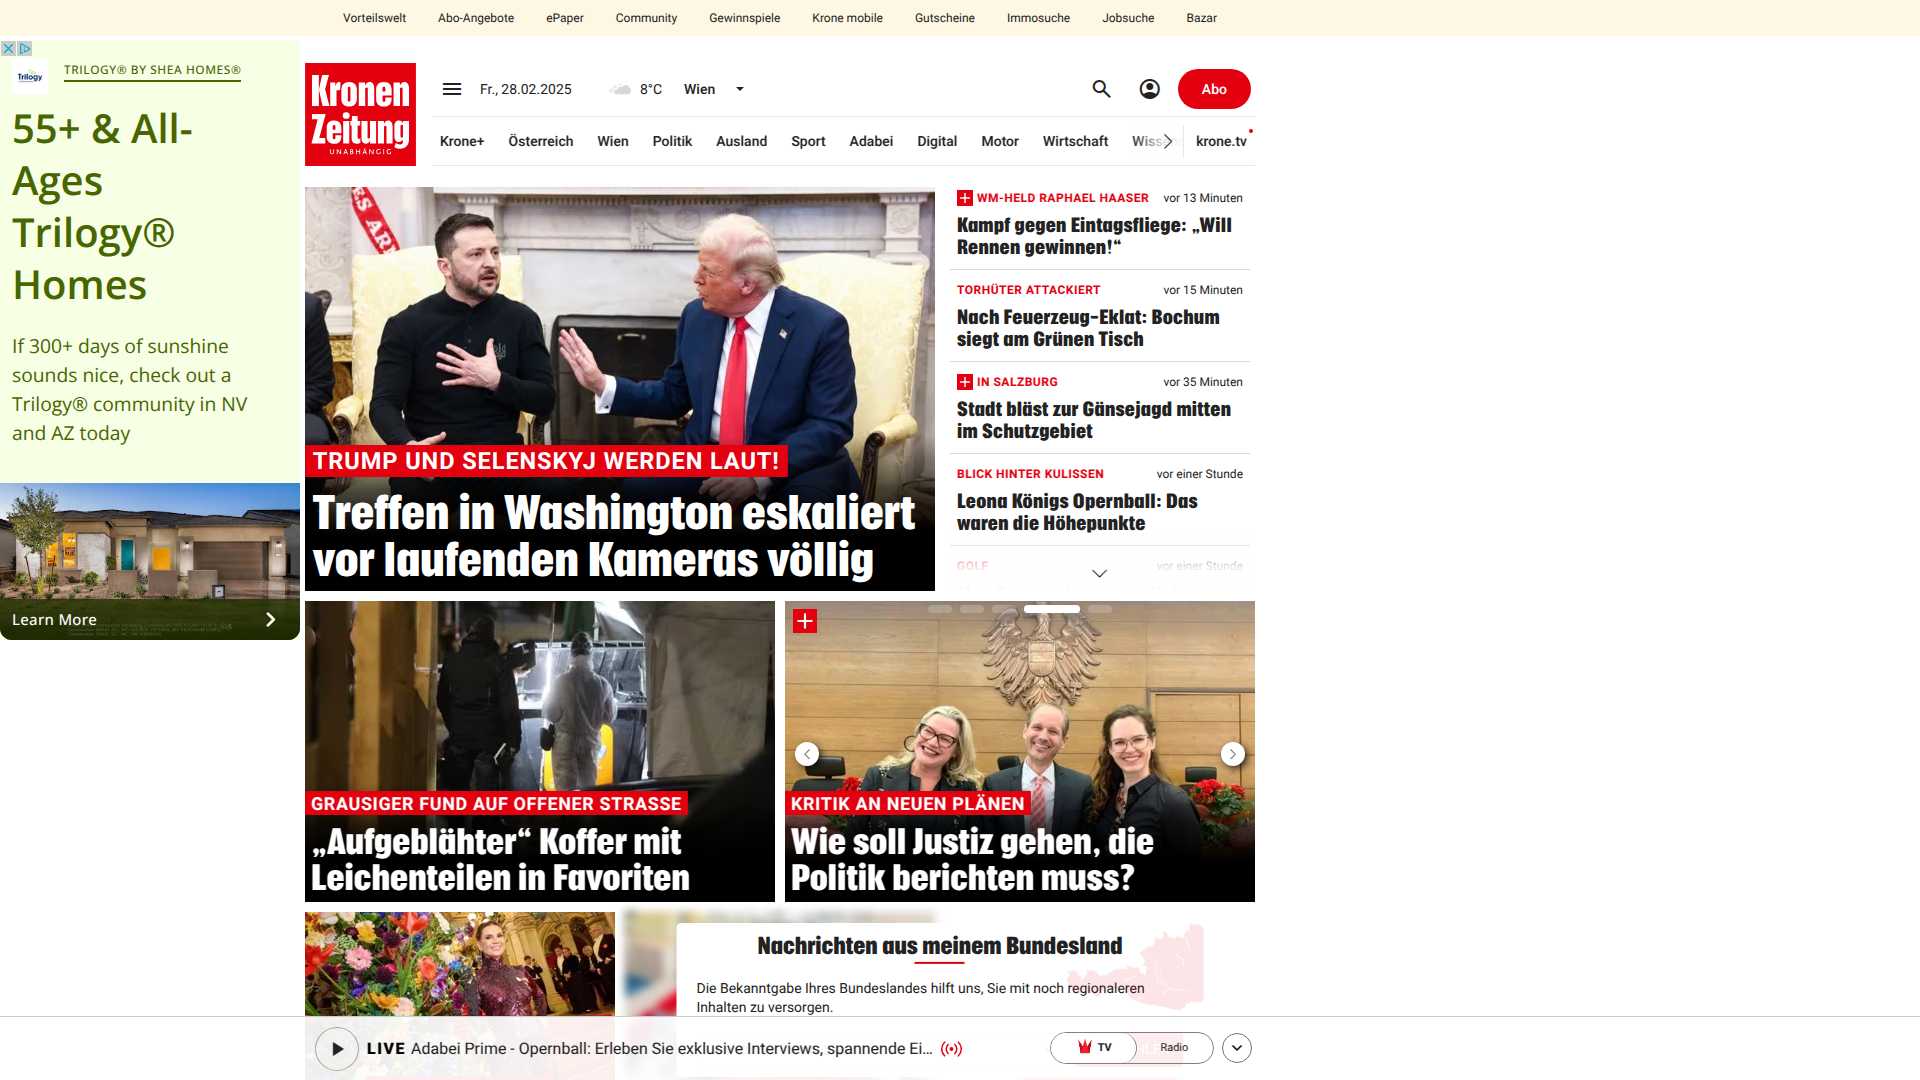 Vorteilswelt
Abo-Angebote
ePaper
Community
Gewinnspiele
Krone mobile
Gutscheine
Immosuche
Jobsuche
Bazar
Trilogy
TRILOGY® BY SHEA HOMES®
55+ & All-
Ages
Trilogy®
Homes
If 300+ days of sunshine
sounds nice, check out a
Trilogy® community in NV
and AZ today
Learn More
Kronen
Zeitung
UNABHÄNGIG
Fr., 28.02.2025
8°C
Wien
Abo
Krone+
Österreich
Wien
Politik
Ausland
Sport
Adabei
Digital
Motor
Wirtschaft
krone.tv
TRUMP UND SELENSKYJ WERDEN LAUT!
Treffen in Washington eskaliert
vor laufenden Kameras völlig
WM-HELD RAPHAEL HAASER
vor 13 Minuten
Kampf gegen Eintagsfliege: „Will
Rennen gewinnen!“
TORHÜTER ATTACKIERT
vor 15 Minuten
Nach Feuerzeug-Eklat: Bochum
siegt am Grünen Tisch
IN SALZBURG
vor 35 Minuten
Stadt bläst zur Gänsejagd mitten
im Schutzgebiet
BLICK HINTER KULISSEN
vor einer Stunde
Leona Königs Opernball: Das
waren die Höhepunkte
GOLF
vor einer Stunde
GRAUSIGER FUND AUF OFFENER STRASSE
„Aufgeblähter“ Koffer mit
Leichenteilen in Favoriten
KRITIK AN NEUEN PLÄNEN
Wie soll Justiz gehen, die
Politik berichten muss?
Nachrichten aus meinem Bundesland
Die Bekanntgabe Ihres Bundeslandes hilft uns, Sie mit noch regionaleren
Inhalten zu versorgen.
LIVE Adabei Prime - Opernball: Erleben Sie exklusive Interviews, spannende Ei...
TV
Radio